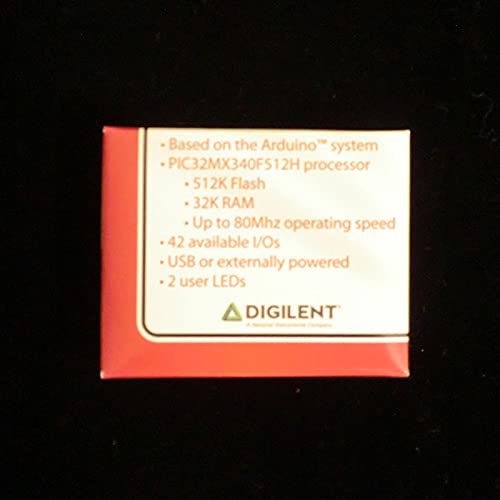 • Based on the Arduino™ system
• PIC32MX340F512H processor
• 512K Flash
• 32K RAM
• Up to 80Mhz operating speed
• 42 available I/Os
• USB or externally powered
• 2 user LEDs
DIGILENT™
A National Instruments Company